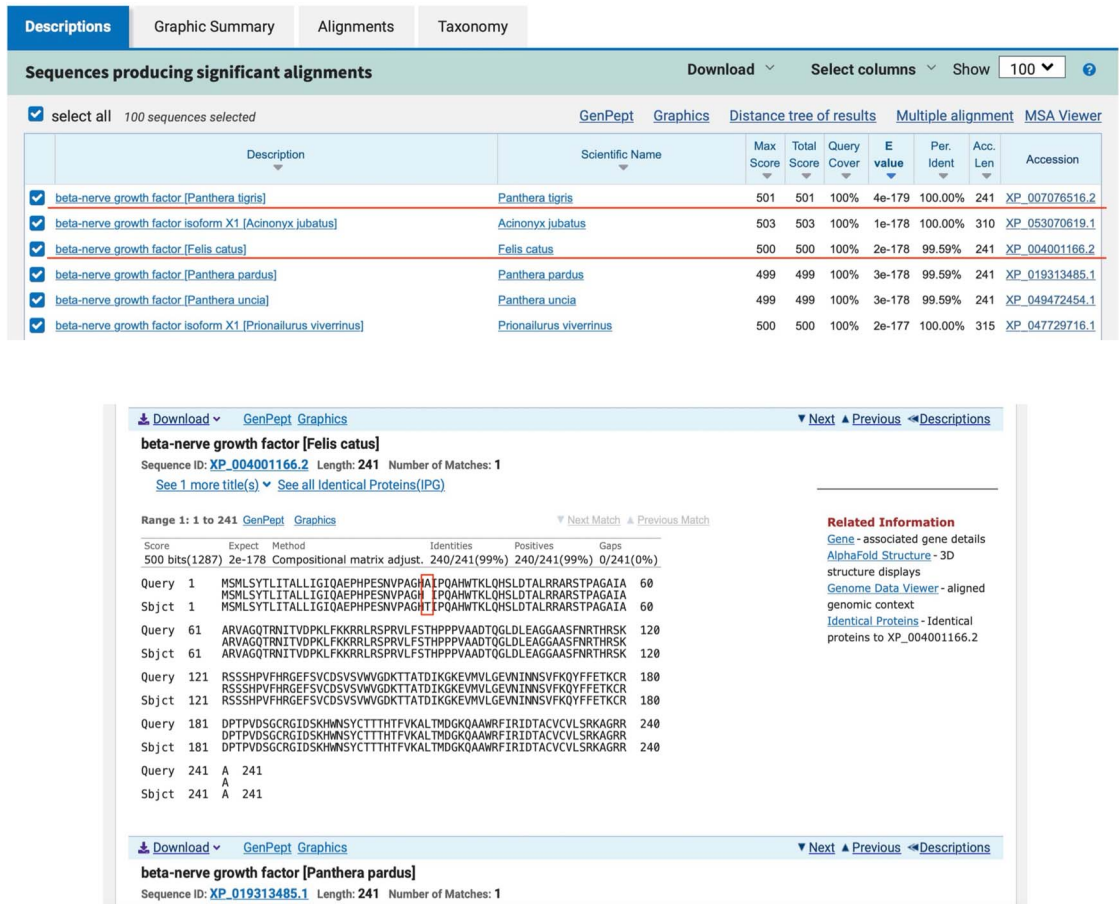 Descriptions Graphic Summary Alignments Taxonomy
Sequences producing significant alignments Download Select columns Show 100 ?
select all 100 sequences selected GenPept Graphics Distance tree of results Multiple alignment MSA Viewer
Description Scientific Name Max Score Total Score Query Cover E value Per. Ident Acc. Len Accession
beta-nerve growth factor [Panthera tigris] Panthera tigris 501 501 100% 4e-179 100.00% 241 XP_007076516.2
beta-nerve growth factor isoform X1 [Acinonyx jubatus] Acinonyx jubatus 503 503 100% 1e-178 100.00% 310 XP_053070619.1
beta-nerve growth factor [Felis catus] Felis catus 500 500 100% 2e-178 99.59% 241 XP_004001166.2
beta-nerve growth factor [Panthera pardus] Panthera pardus 499 499 100% 3e-178 99.59% 241 XP_019313485.1
beta-nerve growth factor [Panthera uncia] Panthera uncia 499 499 100% 3e-178 99.59% 241 XP_049472454.1
beta-nerve growth factor isoform X1 [Prionailurus viverrinus] Prionailurus viverrinus 500 500 100% 2e-177 100.00% 315 XP_047729716.1
Download GenPept Graphics Next Previous Descriptions
beta-nerve growth factor [Felis catus]
Sequence ID: XP_004001166.2 Length: 241 Number of Matches: 1
See 1 more title(s) See all Identical Proteins(IPG)
Range 1: 1 to 241 GenPept Graphics Next Match Previous Match
Score Expect Method Identities Positives Gaps
500 bits(1287) 2e-178 Compositional matrix adjust. 240/241(99%) 240/241(99%) 0/241(0%)
Query 1 MSMLSYTLITALLIGIQAEPHPESNVPAGHAIPQAHWTKLQHSLDTALRRARSTPAGAIA 60
MSMLSYTLITALLIGIQAEPHPESNVPAGH IPQAHWTKLQHSLDTALRRARSTPAGAIA
Sbjct 1 MSMLSYTLITALLIGIQAEPHPESNVPAGHTIPQAHWTKLQHSLDTALRRARSTPAGAIA 60
Query 61 ARVAGQTRNITVDPKLFKKRRLRSPRVLFSTHPPPVAADTQGLDLEAGGAASFNRTHRSK 120
ARVAGQTRNITVDPKLFKKRRLRSPRVLFSTHPPPVAADTQGLDLEAGGAASFNRTHRSK
Sbjct 61 ARVAGQTRNITVDPKLFKKRRLRSPRVLFSTHPPPVAADTQGLDLEAGGAASFNRTHRSK 120
Query 121 RSSSHPVFHRGEFSVCDSVSVWVGDKTTATDIKGKEVMVLGEVNINNSVFKQYFFETKCR 180
RSSSHPVFHRGEFSVCDSVSVWVGDKTTATDIKGKEVMVLGEVNINNSVFKQYFFETKCR
Sbjct 121 RSSSHPVFHRGEFSVCDSVSVWVGDKTTATDIKGKEVMVLGEVNINNSVFKQYFFETKCR 180
Query 181 DPTPVDSGCRGIDSKHWNSYCTTTHTFVKALTMDGKQAAWRFIRIDTACVCVLSRKAGRR 240
DPTPVDSGCRGIDSKHWNSYCTTTHTFVKALTMDGKQAAWRFIRIDTACVCVLSRKAGRR
Sbjct 181 DPTPVDSGCRGIDSKHWNSYCTTTHTFVKALTMDGKQAAWRFIRIDTACVCVLSRKAGRR 240
Query 241 A 241
A
Sbjct 241 A 241
Related Information
Gene - associated gene details
AlphaFold Structure - 3D
structure displays
Genome Data Viewer - aligned
genomic context
Identical Proteins - Identical
proteins to XP_004001166.2
Download GenPept Graphics Next Previous Descriptions
beta-nerve growth factor [Panthera pardus]
Sequence ID: XP_019313485.1 Length: 241 Number of Matches: 1